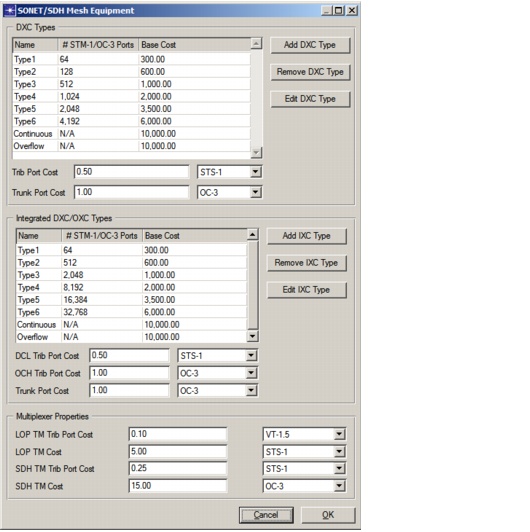 SONET/SDH Mesh Equipment
DXC Types
Name # STM-1/OC-3 Ports Base Cost
Type1 64 300.00
Type2 128 600.00
Type3 512 1,000.00
Type4 1,024 2,000.00
Type5 2,048 3,500.00
Type6 4,192 6,000.00
Continuous N/A 10,000.00
Overflow N/A 10,000.00
Add DXC Type
Remove DXC Type
Edit DXC Type
Trib Port Cost 0.50 STS-1
Trunk Port Cost 1.00 OC-3
Integrated DXC/OXC Types
Name # STM-1/OC-3 Ports Base Cost
Type1 64 300.00
Type2 512 600.00
Type3 2,048 1,000.00
Type4 8,192 2,000.00
Type5 16,384 3,500.00
Type6 32,768 6,000.00
Continuous N/A 10,000.00
Overflow N/A 10,000.00
Add IXC Type
Remove IXC Type
Edit IXC Type
DCL Trib Port Cost 0.50 STS-1
OCH Trib Port Cost 1.00 OC-3
Trunk Port Cost 1.00 OC-3
Multiplexer Properties
LOP TM Trib Port Cost 0.10 VT-1.5
LOP TM Cost 5.00 STS-1
SDH TM Trib Port Cost 0.25 STS-1
SDH TM Cost 15.00 OC-3
Cancel OK